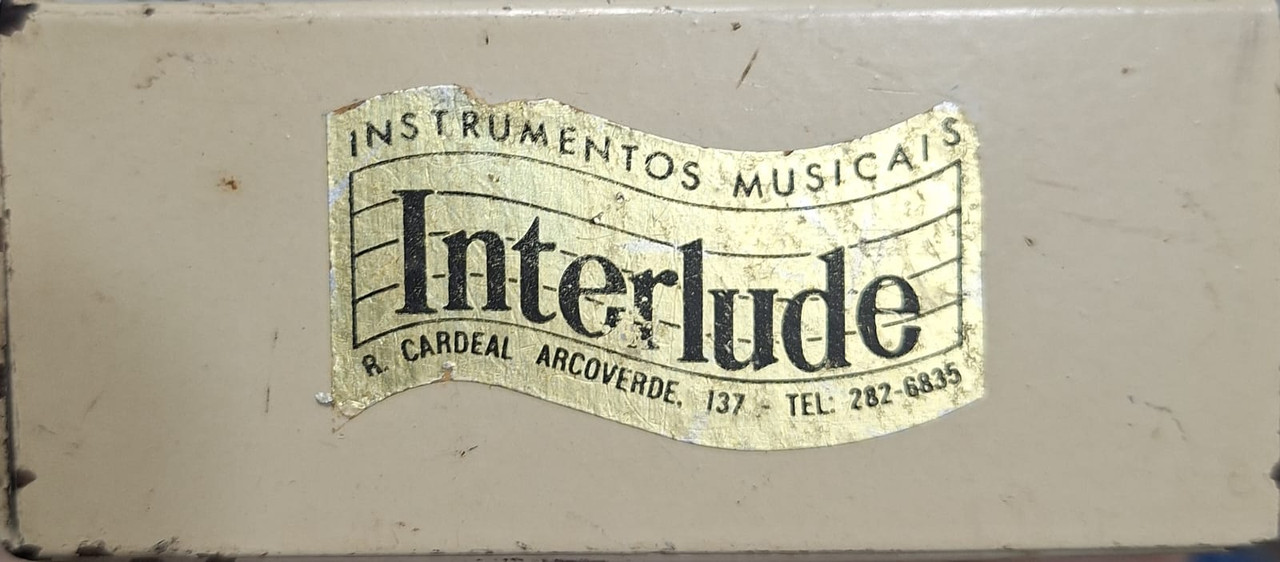 INSTRUMENTOS MUSICAIS
Interlude
R. CARDEAL ARCOVERDE, 137 - TEL: 282-6835